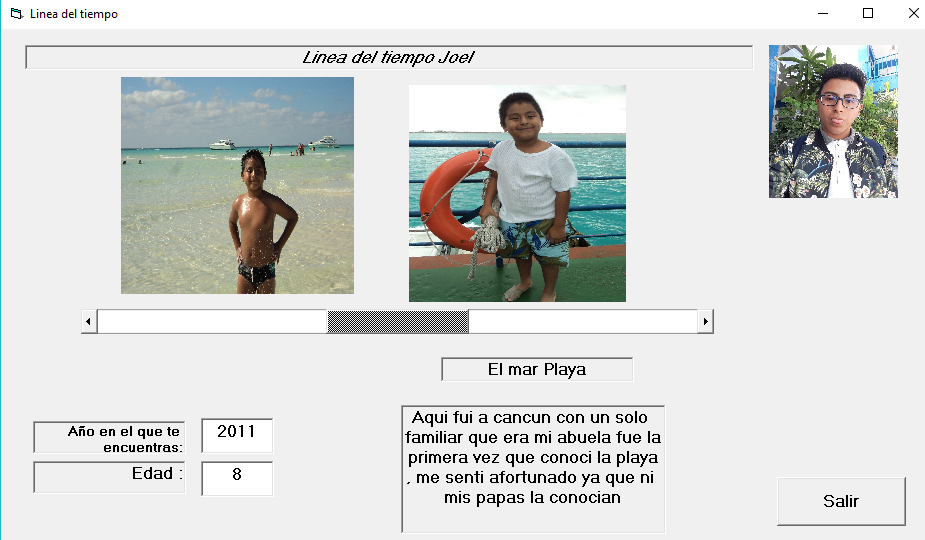 Linea del tiempo
Linea del tiempo Joel
El mar Playa
Año en el que te
encuentras:
2011
Edad :
8
Aqui fui a cancun con un solo
familiar que era mi abuela fue la
primera vez que conoci la playa
, me senti afortunado ya que ni
mis papas la conocian
Salir